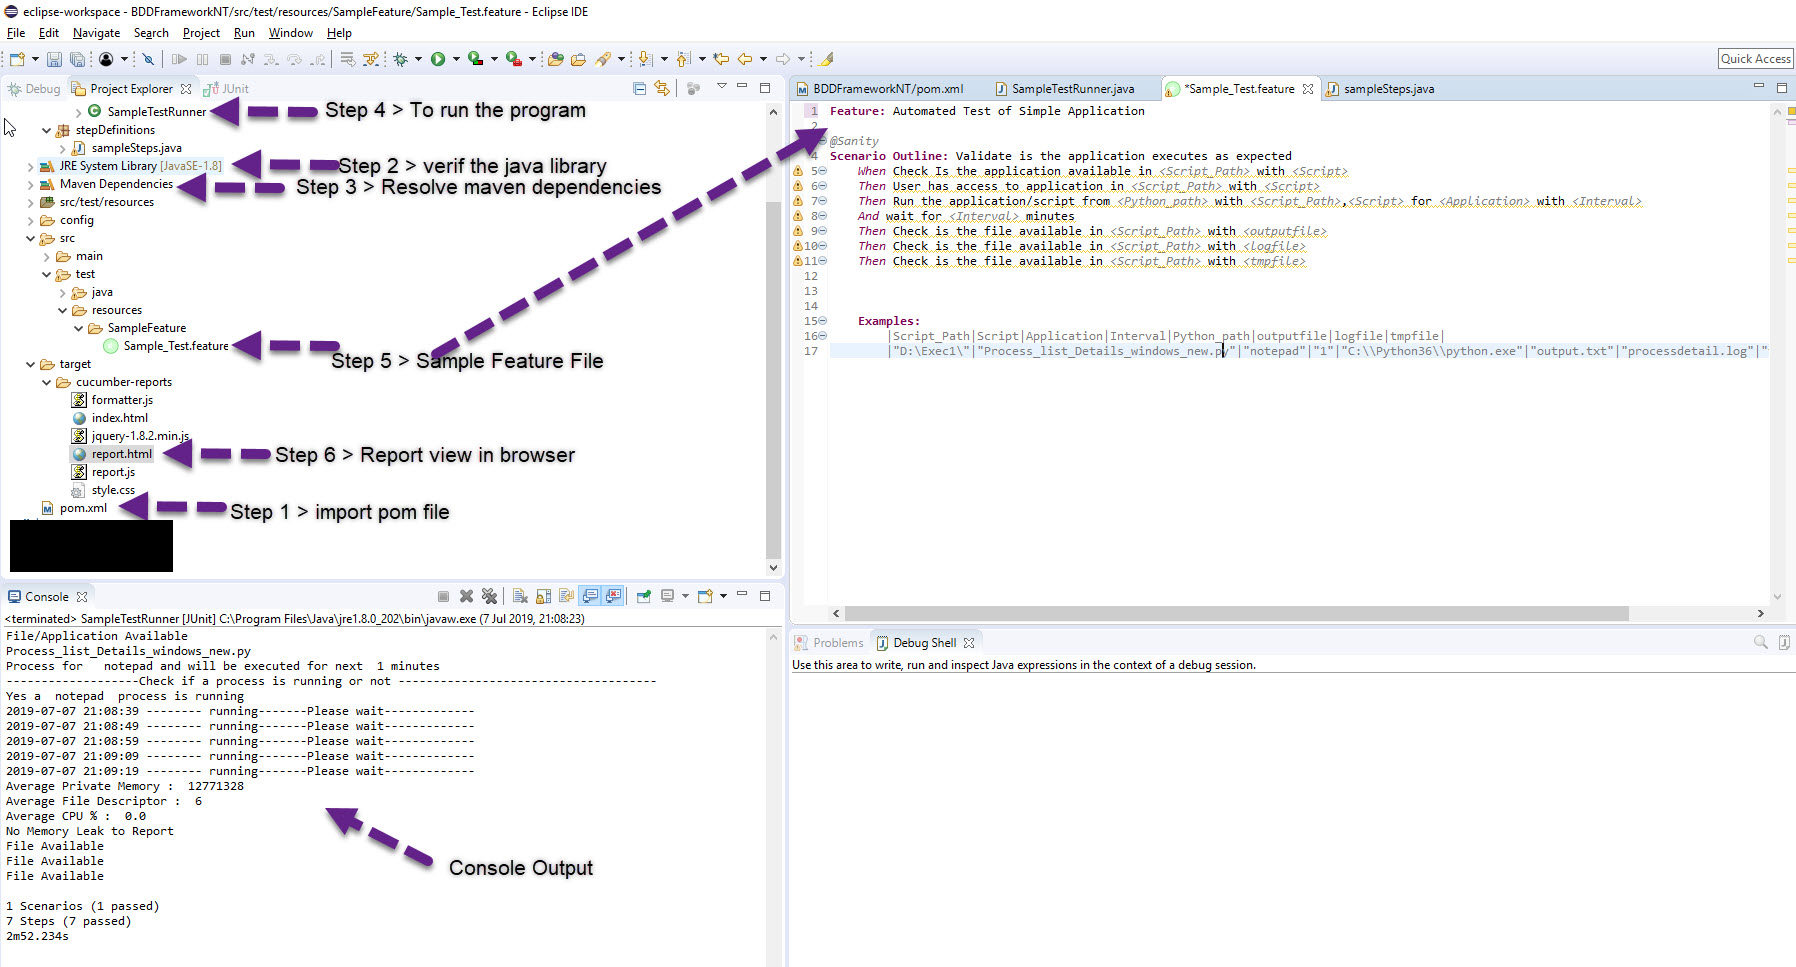 eclipse-workspace - BDDFrameworkNT/src/test/resources/SampleFeature/Sample_Test.feature - Eclipse IDE
File Edit Navigate Search Project Run Window Help
Quick Access
Debug Project Explorer JUnit
SampleTestRunner
Step 4 > To run the program
stepDefinitions
sampleSteps.java
JRE System Library [JavaSE-1.8]
Step 2 > verif the java library
Maven Dependencies
Step 3 > Resolve maven dependencies
src/test/resources
config
src
main
test
java
resources
SampleFeature
Sample_Test.feature
Step 5 > Sample Feature File
target
cucumber-reports
formatter.js
index.html
jquery-1.8.2.min.js
report.html
Step 6 > Report view in browser
report.js
style.css
pom.xml
Step 1 > import pom file
BDDFrameworkNT/pom.xml SampleTestRunner.java *Sample_Test.feature sampleSteps.java
1 Feature: Automated Test of Simple Application
2
@Sanity
4 Scenario Outline: Validate is the application executes as expected
5 When Check Is the application available in <Script_Path> with <Script>
6 Then User has access to application in <Script_Path> with <Script>
7 Then Run the application/script from <Python_path> with <Script_Path>,<Script> for <Application> with <Interval>
8 And wait for <Interval> minutes
9 Then Check is the file available in <Script_Path> with <outputfile>
10 Then Check is the file available in <Script_Path> with <logfile>
11 Then Check is the file available in <Script_Path> with <tmpfile>
12
13
14
15 Examples:
16 |Script_Path|Script|Application|Interval|Python_path|outputfile|logfile|tmpfile|
17 |"D:\Exec1\"|"Process_list_Details_windows_new.py"|"notepad"|"1"|"C:\\Python36\\python.exe"|"output.txt"|"processdetail.log"|"
Console
<terminated> SampleTestRunner [JUnit] C:\Program Files\Java\jre1.8.0_202\bin\javaw.exe (7 Jul 2019, 21:08:23)
File/Application Available
Process_list_Details_windows_new.py
Process for notepad and will be executed for next 1 minutes
-------------------Check if a process is running or not -------------------------------------
Yes a notepad process is running
2019-07-07 21:08:39 -------- running-------Please wait-------------
2019-07-07 21:08:49 -------- running-------Please wait-------------
2019-07-07 21:08:59 -------- running-------Please wait-------------
2019-07-07 21:09:09 -------- running-------Please wait-------------
2019-07-07 21:09:19 -------- running-------Please wait-------------
Average Private Memory : 12771328
Average File Descriptor : 6
Average CPU % : 0.0
No Memory Leak to Report
File Available
File Available
File Available
Console Output
1 Scenarios (1 passed)
7 Steps (7 passed)
2m52.234s
Problems Debug Shell
Use this area to write, run and inspect Java expressions in the context of a debug session.